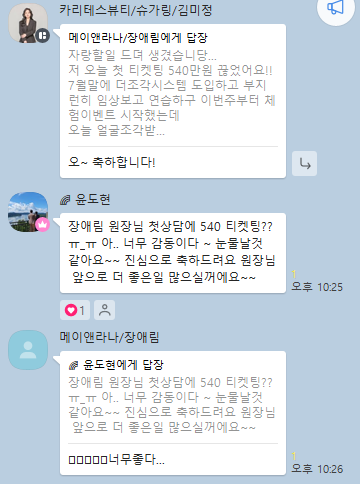 카리테스뷰티/슈가링/김미정
메이앤라나/장애림에게 답장
자랑할일 드뎌 생겼습니당...
저 오늘 첫 티켓팅 540만원 끊었어요!!
7월말에 더조각시스템 도입하고 부지
런히 임상보고 연습하구 이번주부터 체
험이벤트 시작했는데
오늘 얼굴조각받...
오~ 축하합니다!
윤도현
장애림 원장님 첫상담에 540 티켓팅??
ㅠ_ㅠ 아.. 너무 감동이다 ~ 눈물날것
같아요~~ 진심으로 축하드려요 원장님
앞으로 더 좋은일 많으실꺼에요~~
1
오후 10:25
1
메이앤라나/장애림
윤도현에게 답장
장애림 원장님 첫상담에 540 티켓팅??
ㅠ_ㅠ 아.. 너무 감동이다 ~ 눈물날것
같아요~~ 진심으로 축하드려요 원장님
앞으로 더 좋은일 많으실꺼에요~~
▯▯▯▯▯너무좋다...
1
오후 10:26